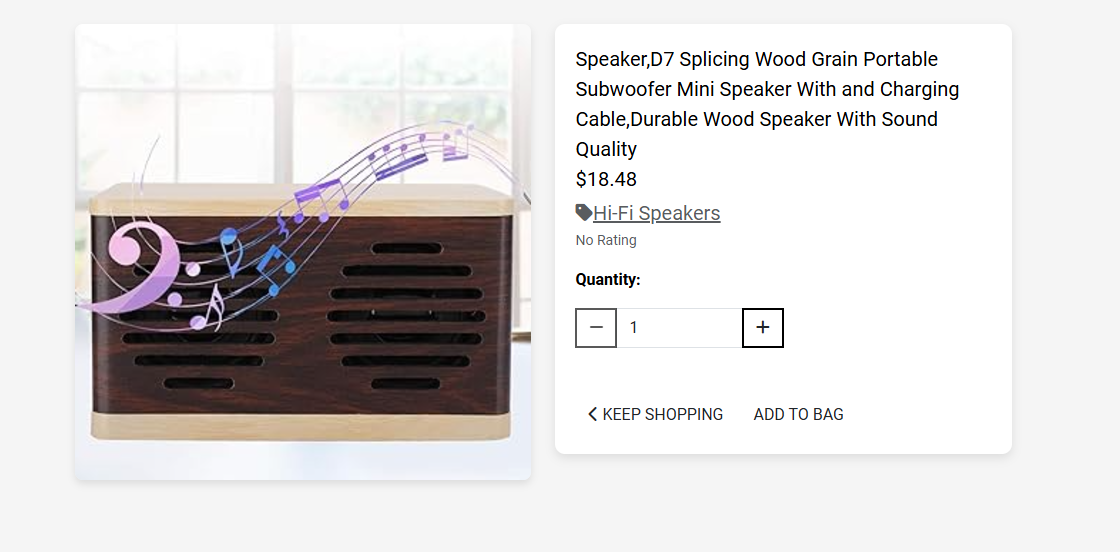 Speaker,D7 Splicing Wood Grain Portable
Subwoofer Mini Speaker With and Charging
Cable,Durable Wood Speaker With Sound
Quality
$18.48
Hi-Fi Speakers
No Rating
Quantity:
− 1 +
KEEP SHOPPING ADD TO BAG